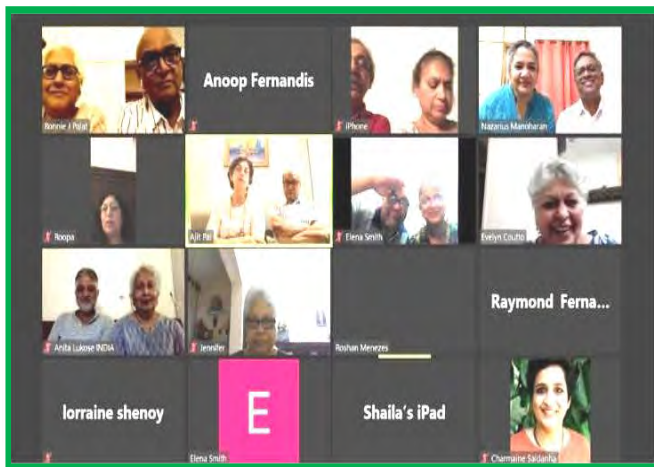 Ronnie J Palat
Anoop Fernandis
iPhone
Nazarius Manoharan
Roopa
Ajit Pai
Elena Smith
Evelyn Coutto
Anita Lukose INDIA
Jennifer
Roshan Menezes
Raymond Ferna...
lorraine shenoy
E
Elena Smith
Shaila's iPad
Charmaine Saldanha